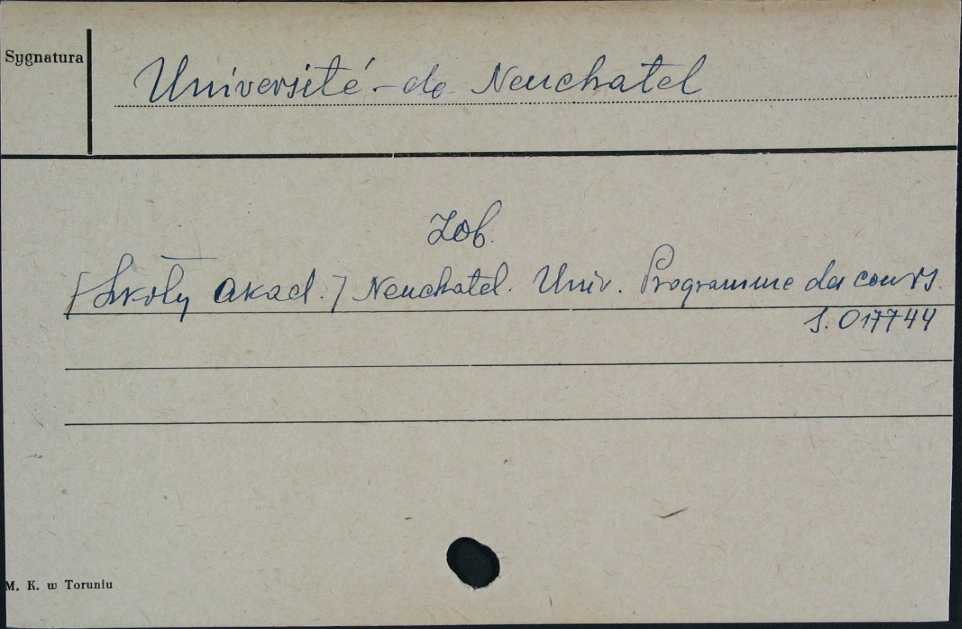 Sygnatura
Université de Neuchatel
Zob.
[Szkoły Akad.] Neuchatel. Univ. Programme des cours.
S. 017744
M. K. w Toruniu